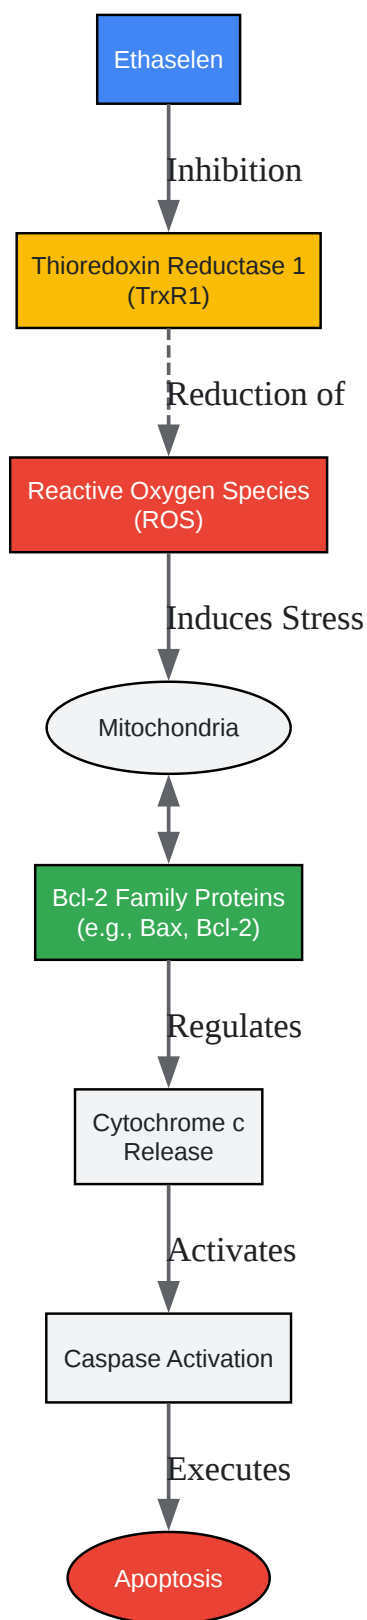 Ethaselen
Inhibition
Thioredoxin Reductase 1
(TrxR1)
Reduction of
Reactive Oxygen Species
(ROS)
Induces Stress
Mitochondria
Bcl-2 Family Proteins
(e.g., Bax, Bcl-2)
Regulates
Cytochrome c
Release
Activates
Caspase Activation
Executes
Apoptosis